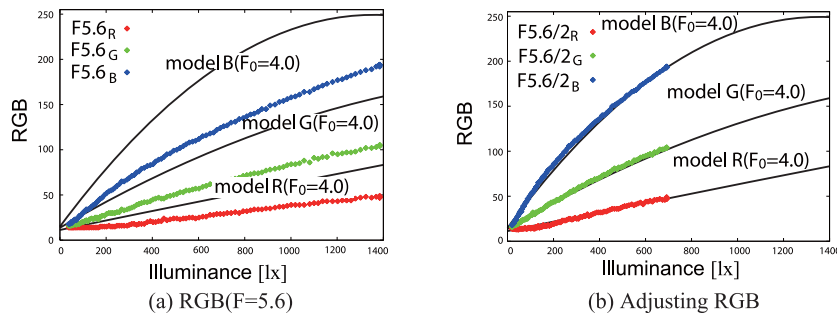 F5.6R
F5.6G
F5.6B
model B(F0=4.0)
model G(F0=4.0)
model R(F0=4.0)
RGB
250
200
150
100
50
0
0 200 400 600 800 1000 1200 1400
Illuminance [lx]
(a) RGB(F=5.6)
F5.6/2R
F5.6/2G
F5.6/2B
model B(F0=4.0)
model G(F0=4.0)
model R(F0=4.0)
RGB
250
200
150
100
50
0
0 200 400 600 800 1000 1200 1400
Illuminance [lx]
(b) Adjusting RGB